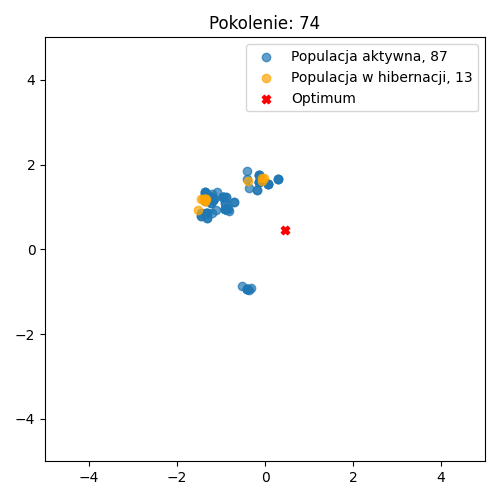 Pokolenie: 74
Populacja aktywna, 87
Populacja w hibernacji, 13
Optimum
4
2
0
−2
−4
−4
−2
0
2
4